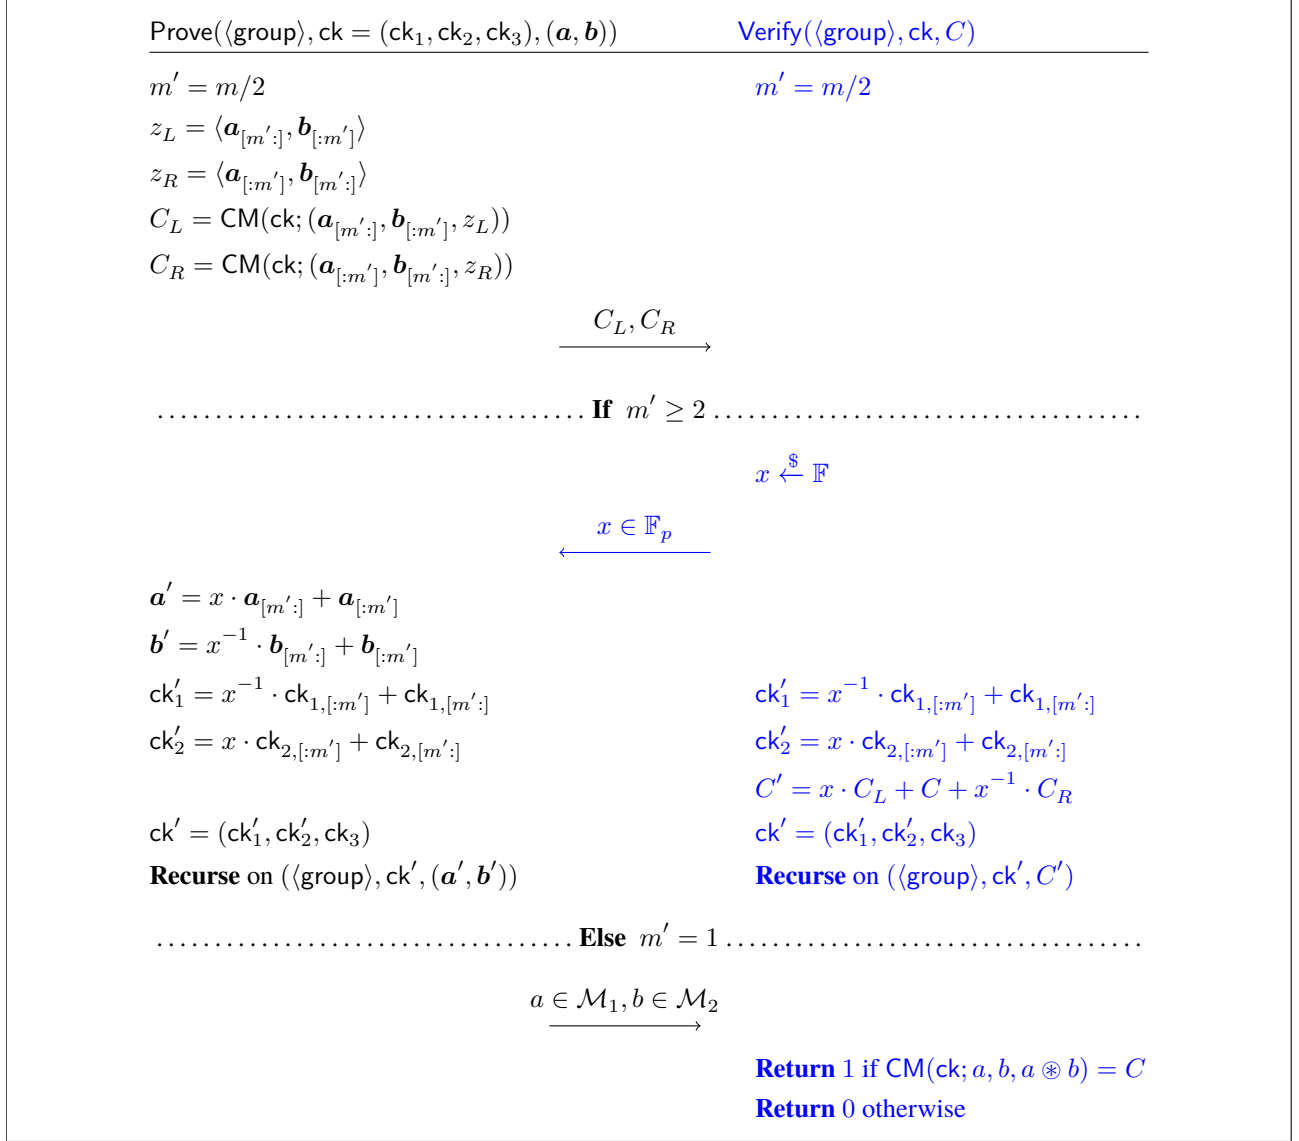 Prove(⟨group⟩, ck = (ck₁, ck₂, ck₃), (𝒂, 𝒃)) Verify(⟨group⟩, ck, C)
m′ = m/2 m′ = m/2
z_L = ⟨𝒂_[m′:], 𝒃_[:m′]⟩
z_R = ⟨𝒂_[:m′], 𝒃_[m′:]⟩
C_L = CM(ck; (𝒂_[m′:], 𝒃_[:m′], z_L))
C_R = CM(ck; (𝒂_[:m′], 𝒃_[m′:], z_R))
C_L, C_R
If m′ ≥ 2
x ←$ 𝔽
x ∈ 𝔽_p
𝒂′ = x · 𝒂_[m′:] + 𝒂_[:m′]
𝒃′ = x⁻¹ · 𝒃_[m′:] + 𝒃_[:m′]
ck′₁ = x⁻¹ · ck_1,[:m′] + ck_1,[m′:] ck′₁ = x⁻¹ · ck_1,[:m′] + ck_1,[m′:]
ck′₂ = x · ck_2,[:m′] + ck_2,[m′:] ck′₂ = x · ck_2,[:m′] + ck_2,[m′:]
C′ = x · C_L + C + x⁻¹ · C_R
ck′ = (ck′₁, ck′₂, ck₃) ck′ = (ck′₁, ck′₂, ck₃)
Recurse on (⟨group⟩, ck′, (𝒂′, 𝒃′)) Recurse on (⟨group⟩, ck′, C′)
Else m′ = 1
a ∈ ℳ₁, b ∈ ℳ₂
Return 1 if CM(ck; a, b, a ⊛ b) = C
Return 0 otherwise